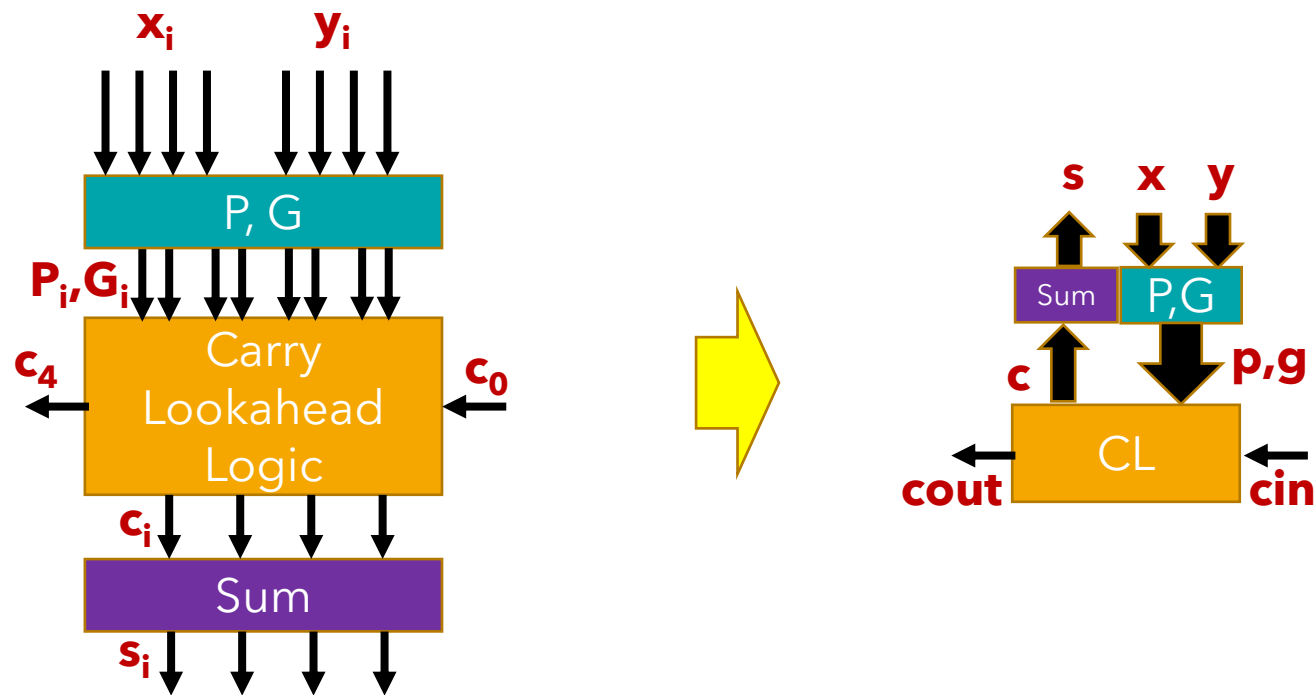 xᵢ yᵢ
P, G
Pᵢ,Gᵢ
Carry
Lookahead
Logic
c₄
c₀
cᵢ
Sum
sᵢ
s x y
Sum P,G
c p,g
CL
cout cin